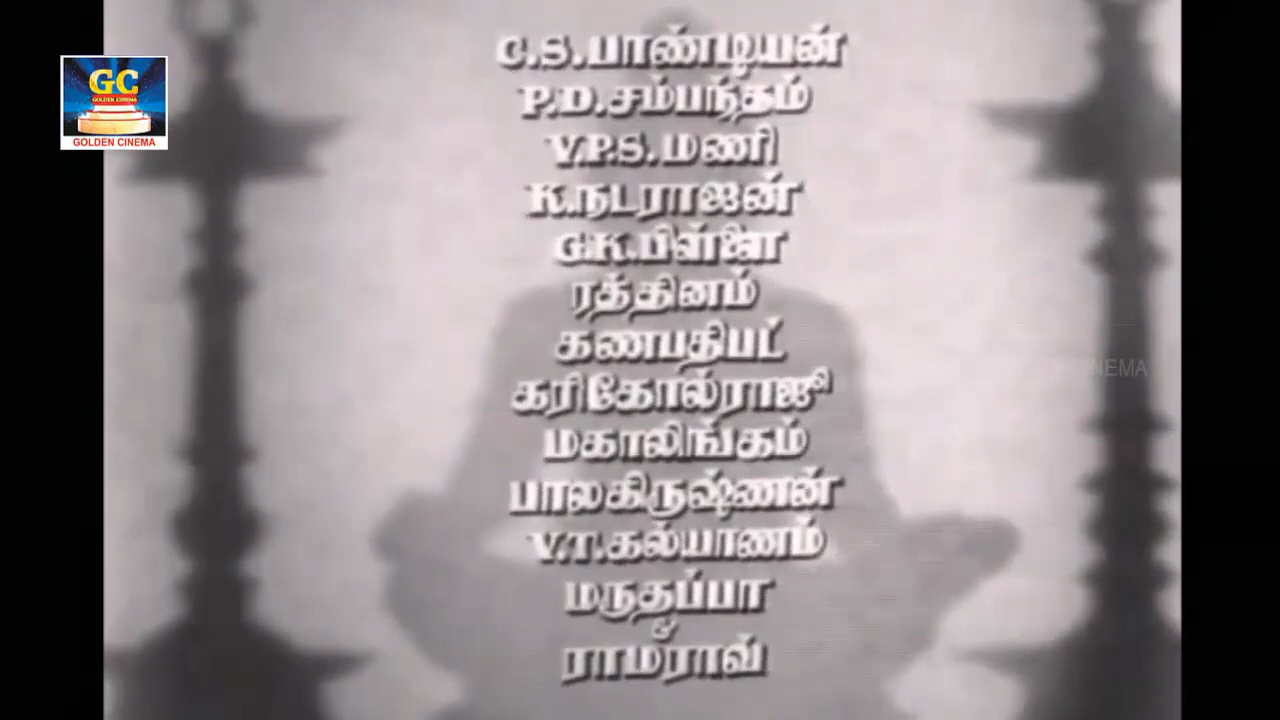 C.S.பாண்டியன்
P.D.சம்பந்தம்
V.P.S.மணி
K.நடராஜன்
G.K.பிள்ளை
ரத்தினம்
கணபதிபட்
கரிகோல்ராஜி
மகாலிங்கம்
பாலகிருஷ்ணன்
V.T.கல்யாணம்
மருதப்பா
&
ராமராவ்
GC
GOLDEN CINEMA
GOLDEN CINEMA